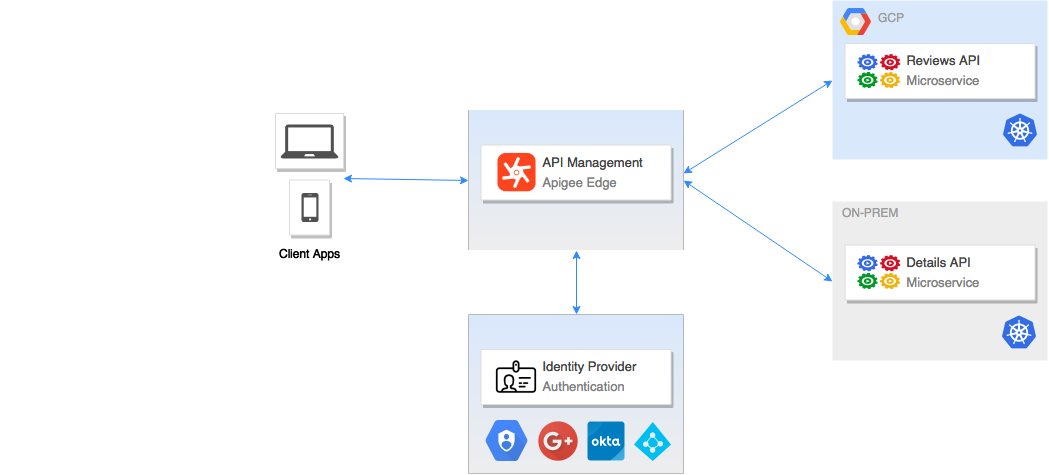 GCP
Reviews API
Microservice
API Management
Apigee Edge
Client Apps
ON-PREM
Details API
Microservice
Identity Provider
Authentication
G+
okta